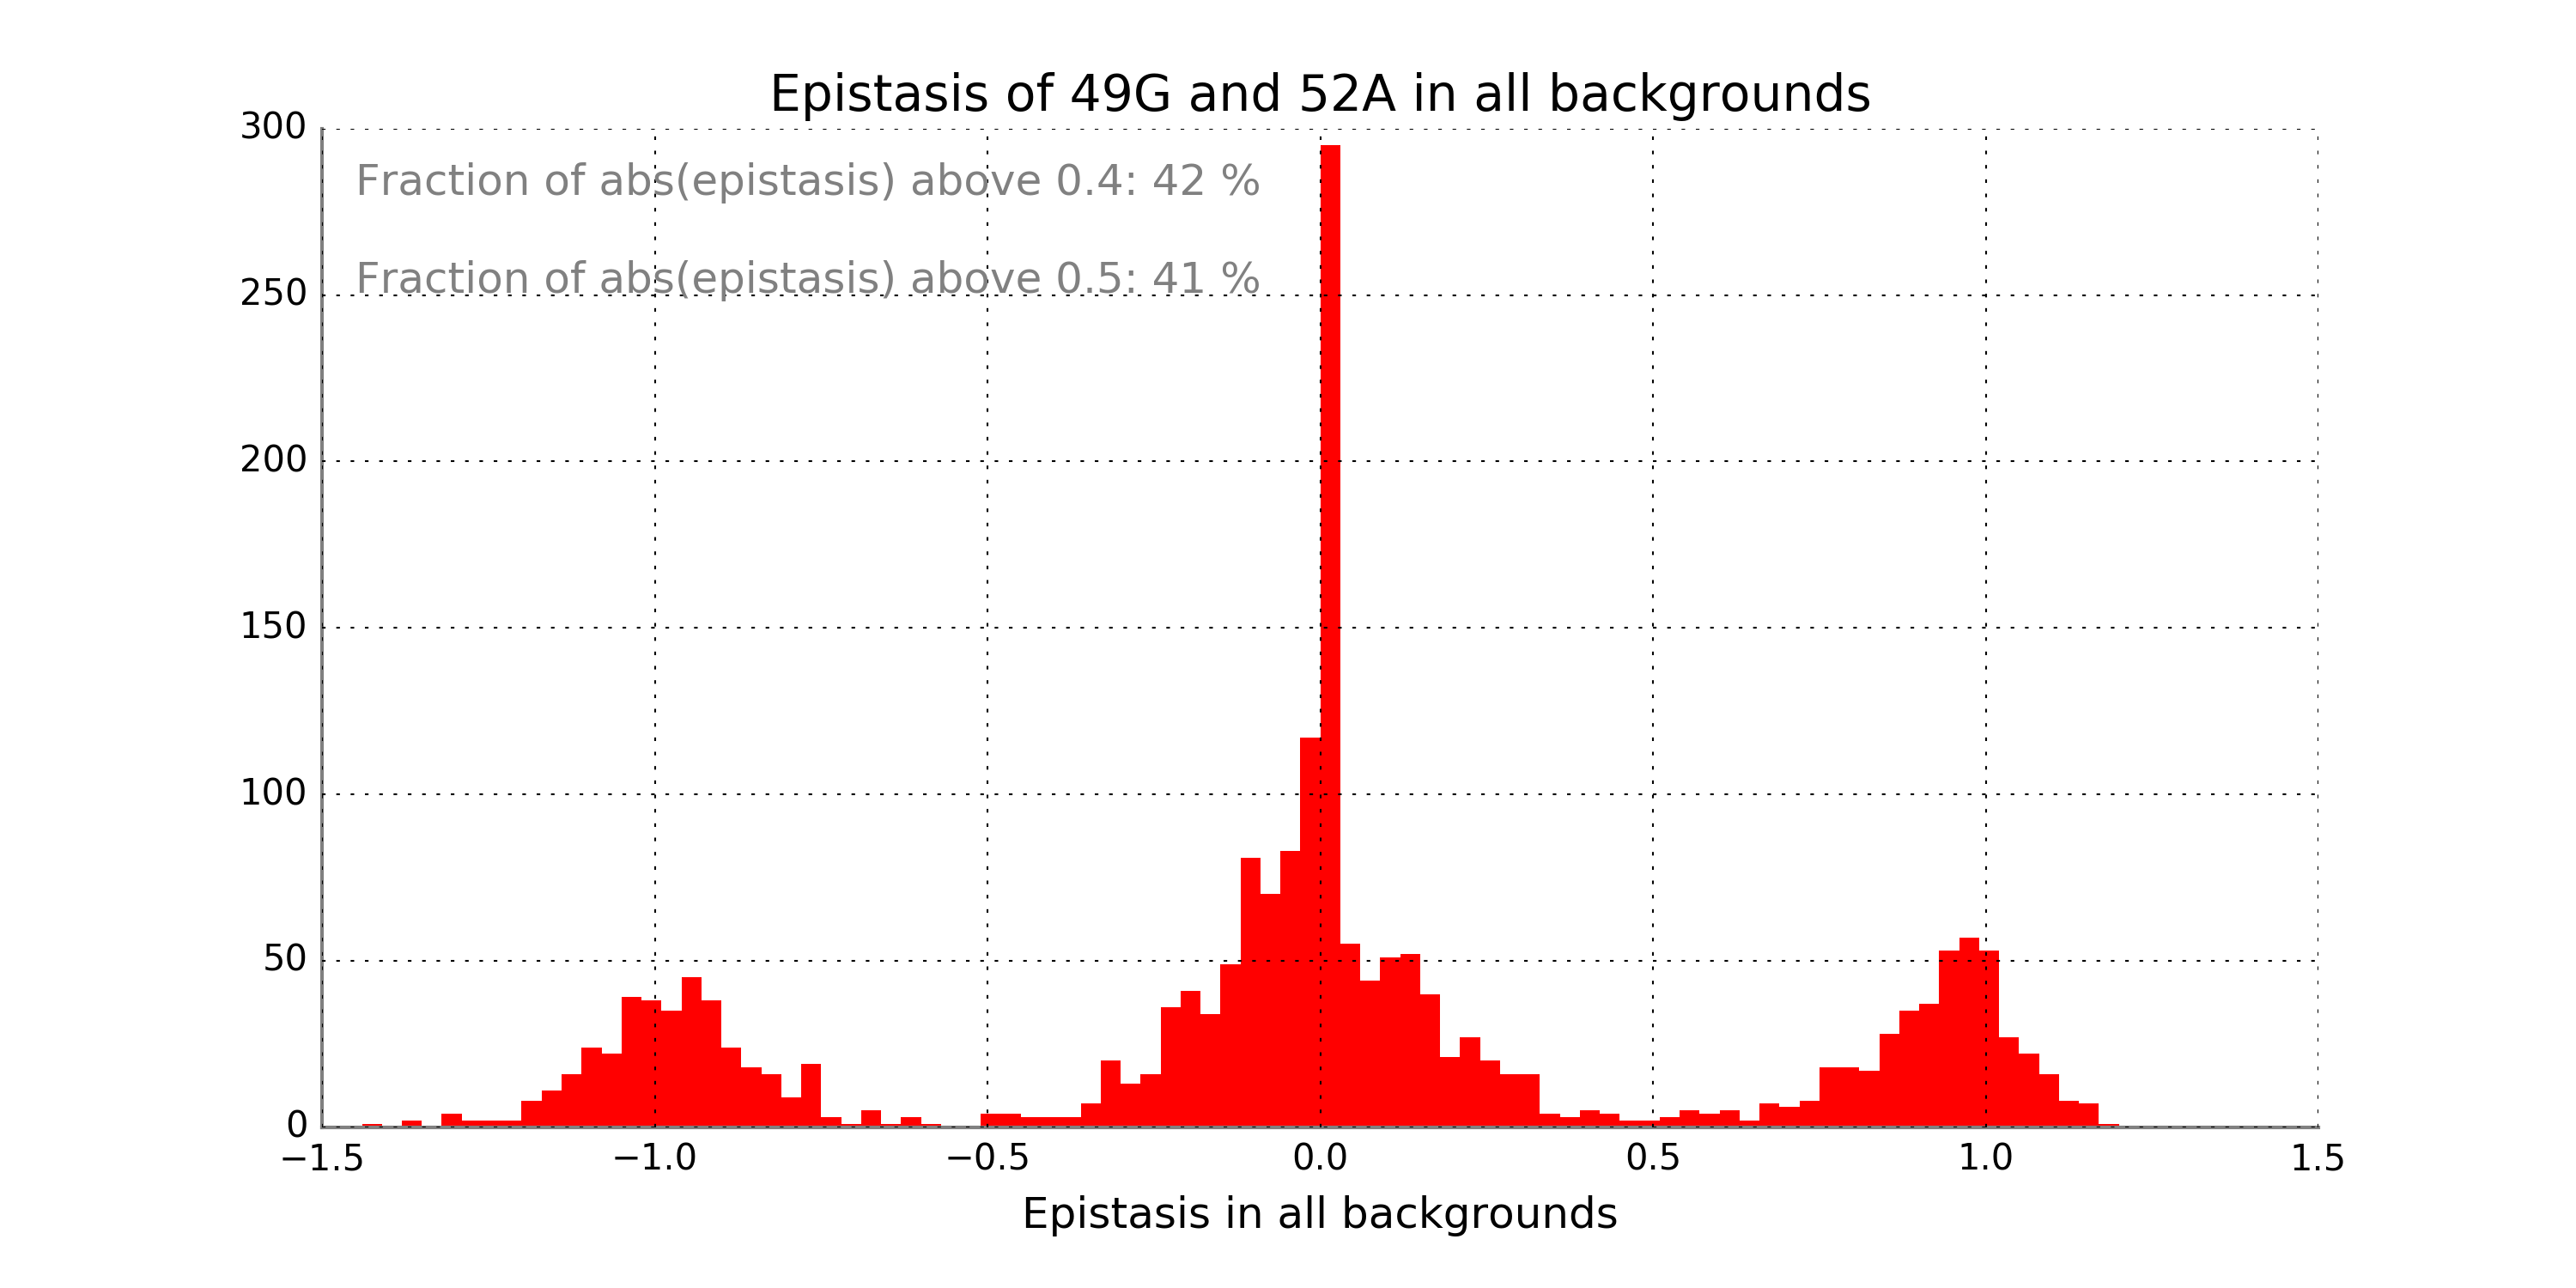 Epistasis of 49G and 52A in all backgrounds
300
Fraction of abs(epistasis) above 0.4: 42 %
Fraction of abs(epistasis) above 0.5: 41 %
250
200
150
100
50
0
−1.5 −1.0 −0.5 0.0 0.5 1.0 1.5
Epistasis in all backgrounds